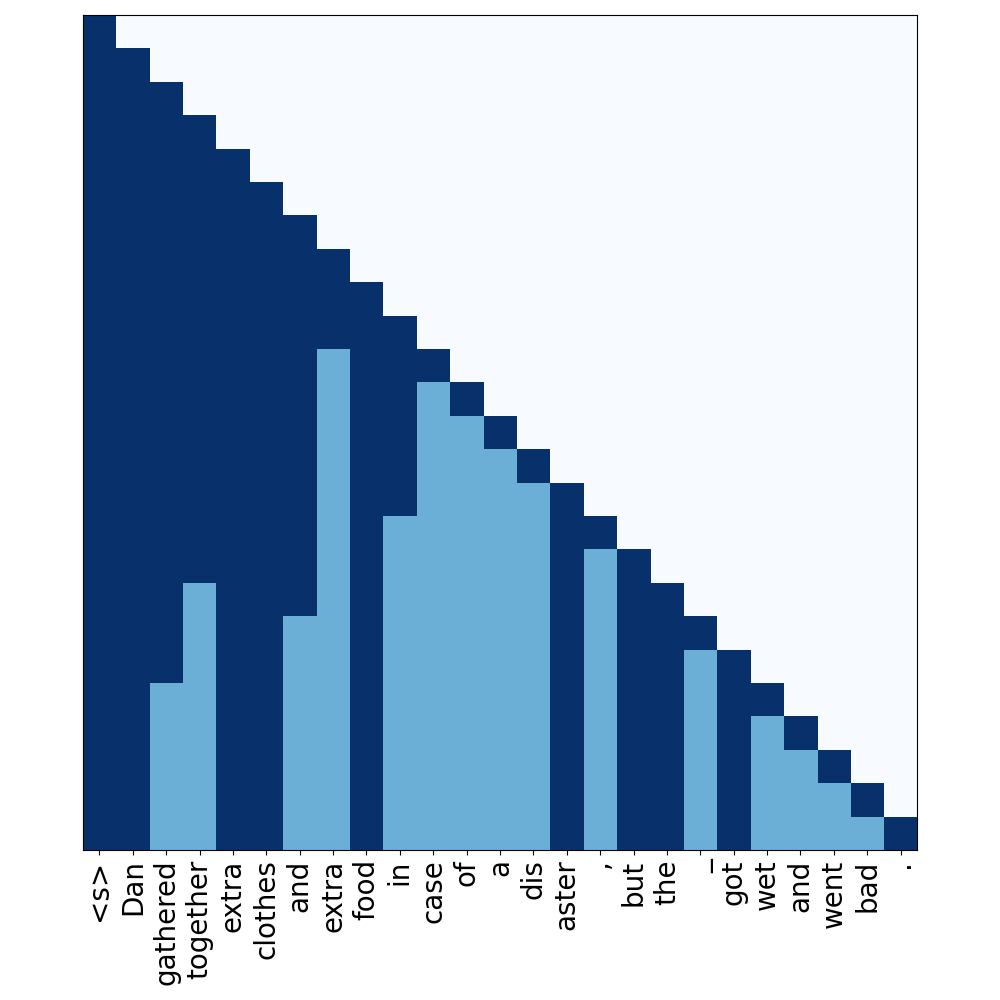 <s>
Dan
gathered
together
extra
clothes
and
extra
food
in
case
of
a
dis
aster
,
but
the
_
got
wet
and
went
bad
.